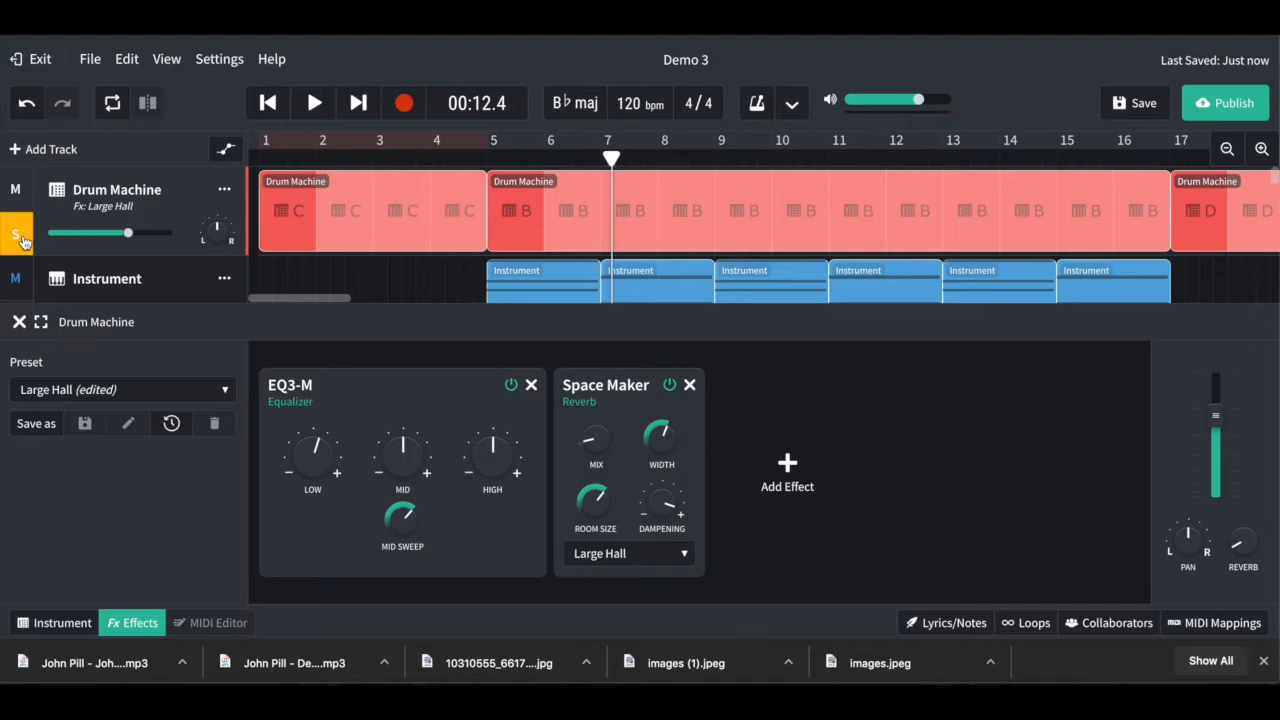 Exit File Edit View Settings Help Demo 3 Last Saved: Just now
00:12.4 B♭ maj 120 bpm 4 / 4 Save Publish
+ Add Track 1 2 3 4 5 6 7 8 9 10 11 12 13 14 15 16 17
M Drum Machine ... Drum Machine Drum Machine Drum Machine
Fx: Large Hall C C C C B B B B B B B B B B B B D D
S L R
M Instrument ... Instrument Instrument Instrument Instrument Instrument Instrument
Drum Machine
Preset
Large Hall (edited)
Save as
EQ3-M
Equalizer
LOW MID HIGH
MID SWEEP
Space Maker
Reverb
MIX WIDTH
ROOM SIZE DAMPENING
Large Hall
+
Add Effect
L R
PAN REVERB
Instrument Fx Effects MIDI Editor Lyrics/Notes Loops Collaborators MIDI Mappings
John Pill - Joh....mp3 John Pill - De....mp3 10310555_6617....jpg images (1).jpeg images.jpeg Show All